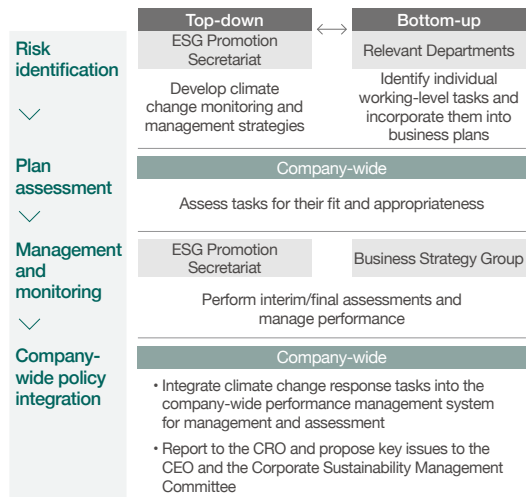 Top-down
Bottom-up
Risk
identification
ESG Promotion
Secretariat
Relevant Departments
Develop climate
change monitoring and
management strategies
Identify individual
working-level tasks and
incorporate them into
business plans
Plan
assessment
Company-wide
Assess tasks for their fit and appropriateness
Management
and
monitoring
ESG Promotion
Secretariat
Business Strategy Group
Perform interim/final assessments and
manage performance
Company-
wide policy
integration
Company-wide
• Integrate climate change response tasks into the
company-wide performance management system
for management and assessment
• Report to the CRO and propose key issues to the
CEO and the Corporate Sustainability Management
Committee